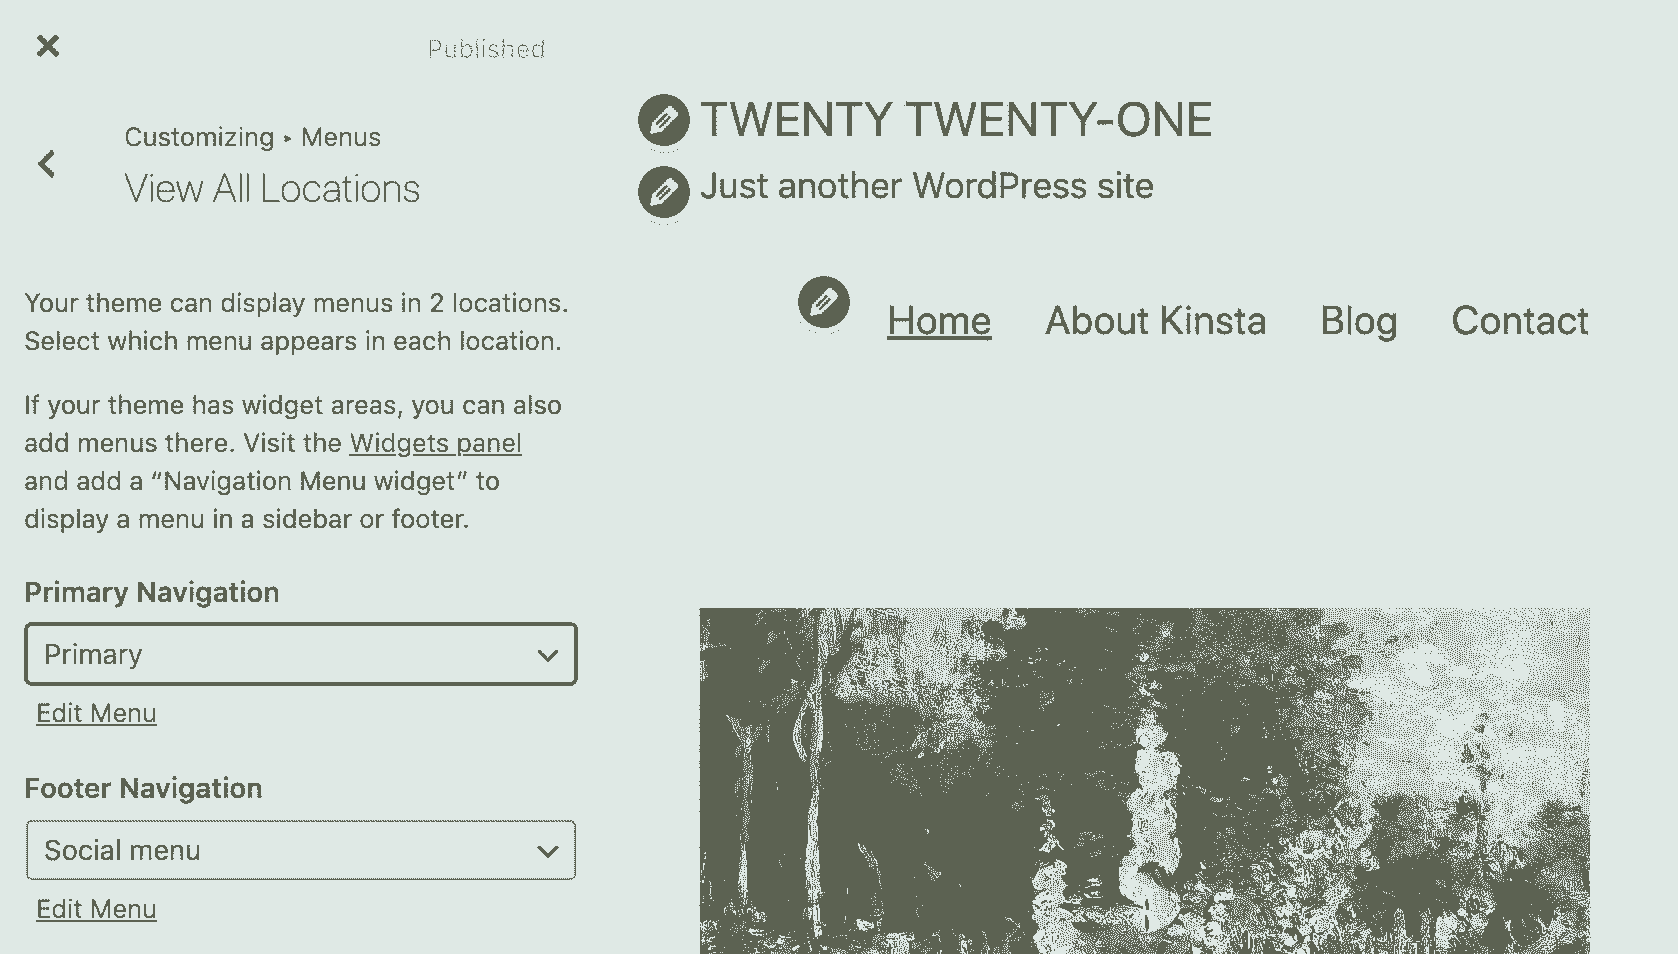 Published
Customizing ▸ Menus
View All Locations
Your theme can display menus in 2 locations.
Select which menu appears in each location.
If your theme has widget areas, you can also
add menus there. Visit the Widgets panel
and add a “Navigation Menu widget” to
display a menu in a sidebar or footer.
Primary Navigation
Primary
Edit Menu
Footer Navigation
Social menu
Edit Menu
TWENTY TWENTY-ONE
Just another WordPress site
Home About Kinsta Blog Contact